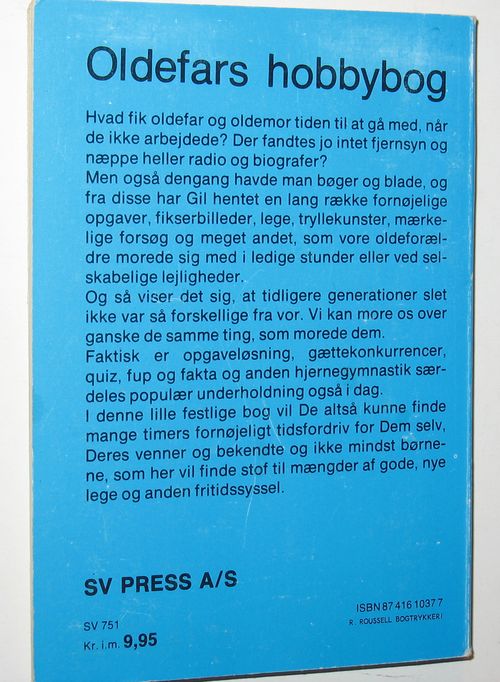 Oldefars hobbybog
Hvad fik oldefar og oldemor tiden til at gå med, når
de ikke arbejdede? Der fandtes jo intet fjernsyn og
næppe heller radio og biografer?
Men også dengang havde man bøger og blade, og
fra disse har Gil hentet en lang række fornøjelige
opgaver, fikserbilleder, lege, tryllekunster, mærke-
lige forsøg og meget andet, som vore oldeforæl-
dre morede sig med i ledige stunder eller ved sel-
skabelige lejligheder.
Og så viser det sig, at tidligere generationer slet
ikke var så forskellige fra vor. Vi kan more os over
ganske de samme ting, som morede dem.
Faktisk er opgaveløsning, gættekonkurrencer,
quiz, fup og fakta og anden hjernegymnastik sær-
deles populær underholdning også i dag.
I denne lille festlige bog vil De altså kunne finde
mange timers fornøjeligt tidsfordriv for Dem selv,
Deres venner og bekendte og ikke mindst børne-
ne, som her vil finde stof til mængder af gode, nye
lege og anden fritidssyssel.
SV PRESS A/S
SV 751
Kr. i.m. 9,95
ISBN 87 416 1037 7
R. ROUSSELL BOGTRYKKERI